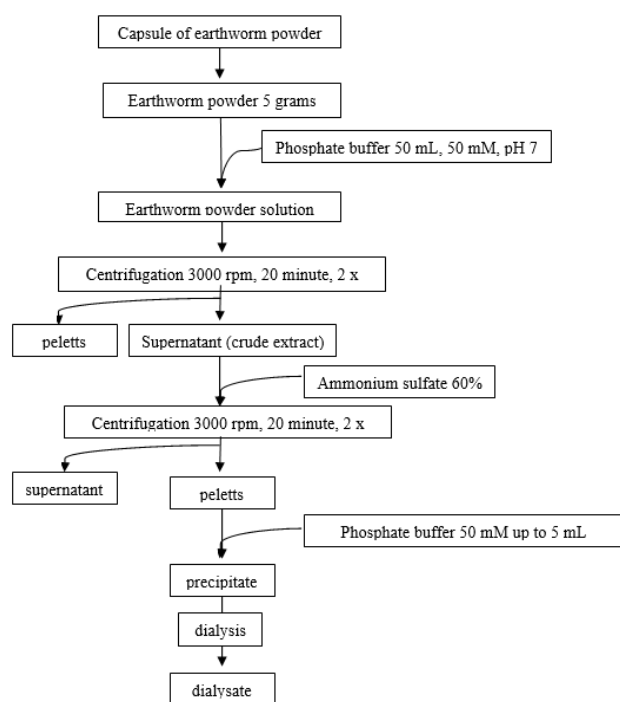 Capsule of earthworm powder
Earthworm powder 5 grams
Phosphate buffer 50 mL, 50 mM, pH 7
Earthworm powder solution
Centrifugation 3000 rpm, 20 minute, 2 x
peletts
Supernatant (crude extract)
Ammonium sulfate 60%
Centrifugation 3000 rpm, 20 minute, 2 x
supernatant
peletts
Phosphate buffer 50 mM up to 5 mL
precipitate
dialysis
dialysate